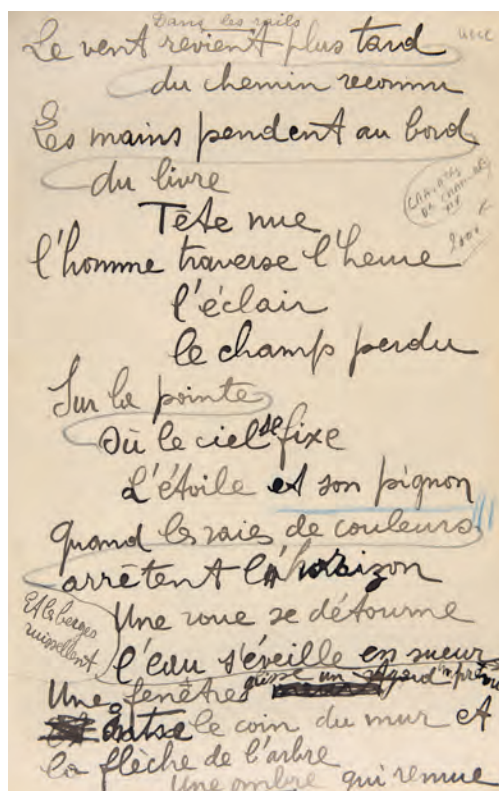 Dans les rails
Le vent revient plus tard
du chemin reconnu
Les mains pendent au bord
du livre
Tête nue
l'homme traverse l'heure
l'éclair
le champ perdu
Sur la pointe
Où le ciel se fixe
L'étoile et son pignon
Quand les raies de couleurs
arrêtent l'horizon
Et les berges
ruissellent
Une roue se détourne
l'eau s'éveille en sueur
Une fenêtre un
le coin du mur et
la flèche de l'arbre
Une ombre qui remue